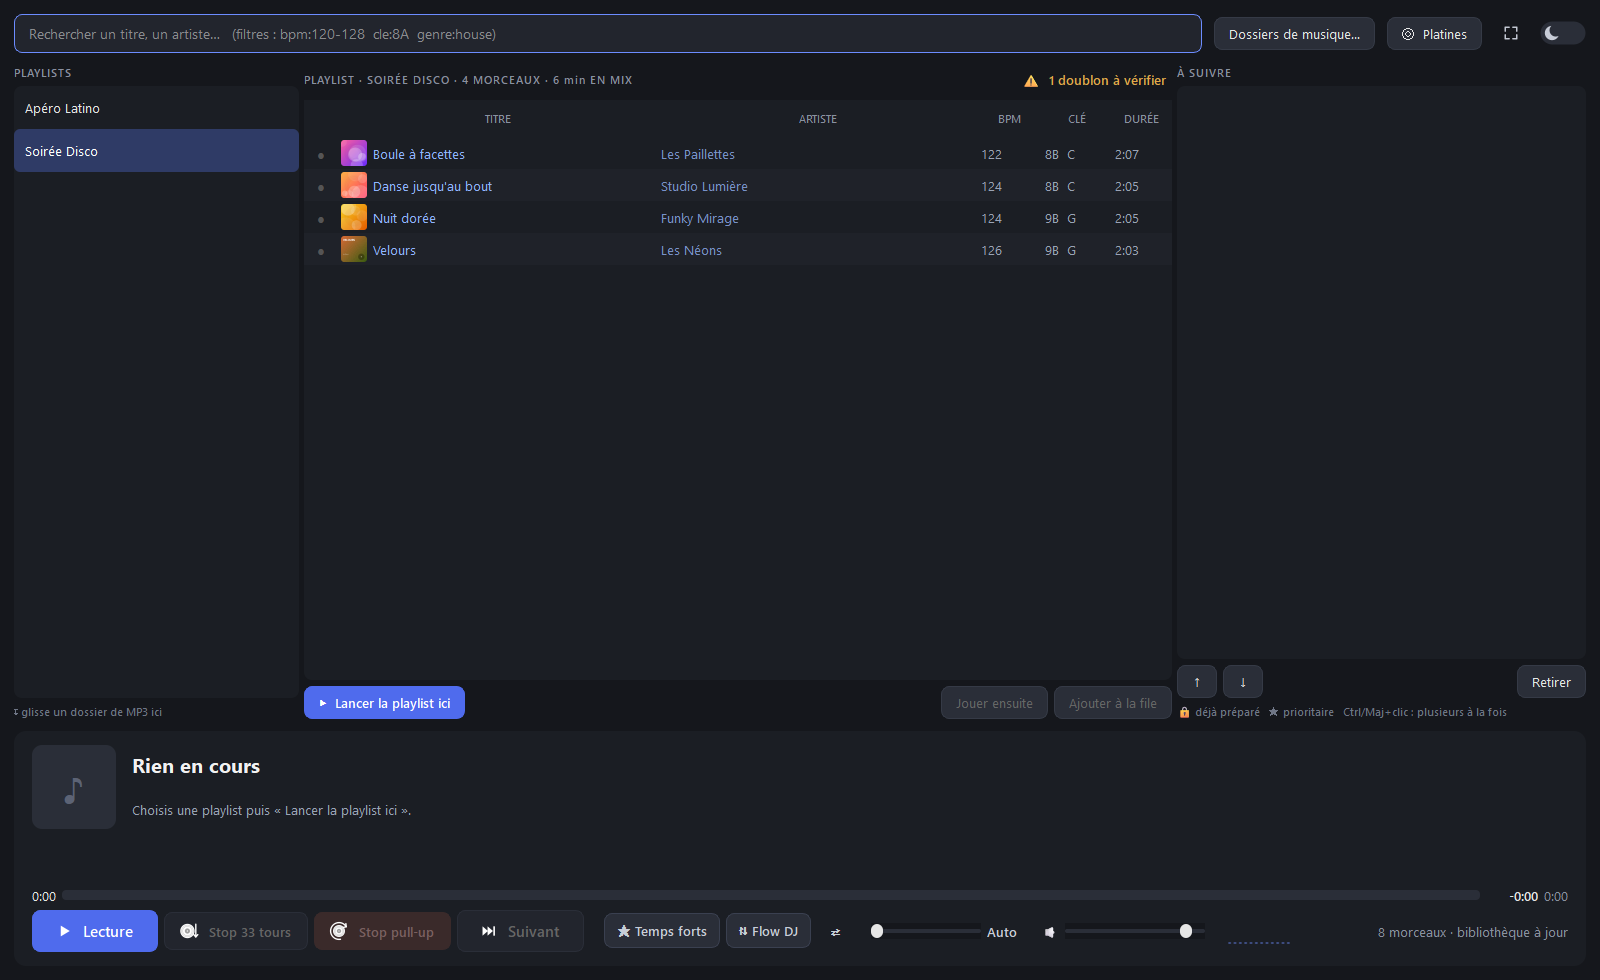 Rechercher un titre, un artiste... (filtres : bpm:120-128 cle:8A genre:house)
Dossiers de musique...
Platines
PLAYLISTS
Apéro Latino
Soirée Disco
glisse un dossier de MP3 ici
PLAYLIST · SOIRÉE DISCO · 4 MORCEAUX · 6 min EN MIX
1 doublon à vérifier
TITRE ARTISTE BPM CLÉ DURÉE
Boule à facettes Les Paillettes 122 8B C 2:07
Danse jusqu'au bout Studio Lumière 124 8B C 2:05
Nuit dorée Funky Mirage 124 9B G 2:05
Velours Les Néons 126 9B G 2:03
Lancer la playlist ici
Jouer ensuite
Ajouter à la file
À SUIVRE
↑ ↓
Retirer
déjà préparé ★ prioritaire Ctrl/Maj+clic : plusieurs à la fois
Rien en cours
Choisis une playlist puis « Lancer la playlist ici ».
0:00
-0:00 0:00
Lecture
Stop 33 tours
Stop pull-up
Suivant
Temps forts
Flow DJ
Auto
8 morceaux · bibliothèque à jour